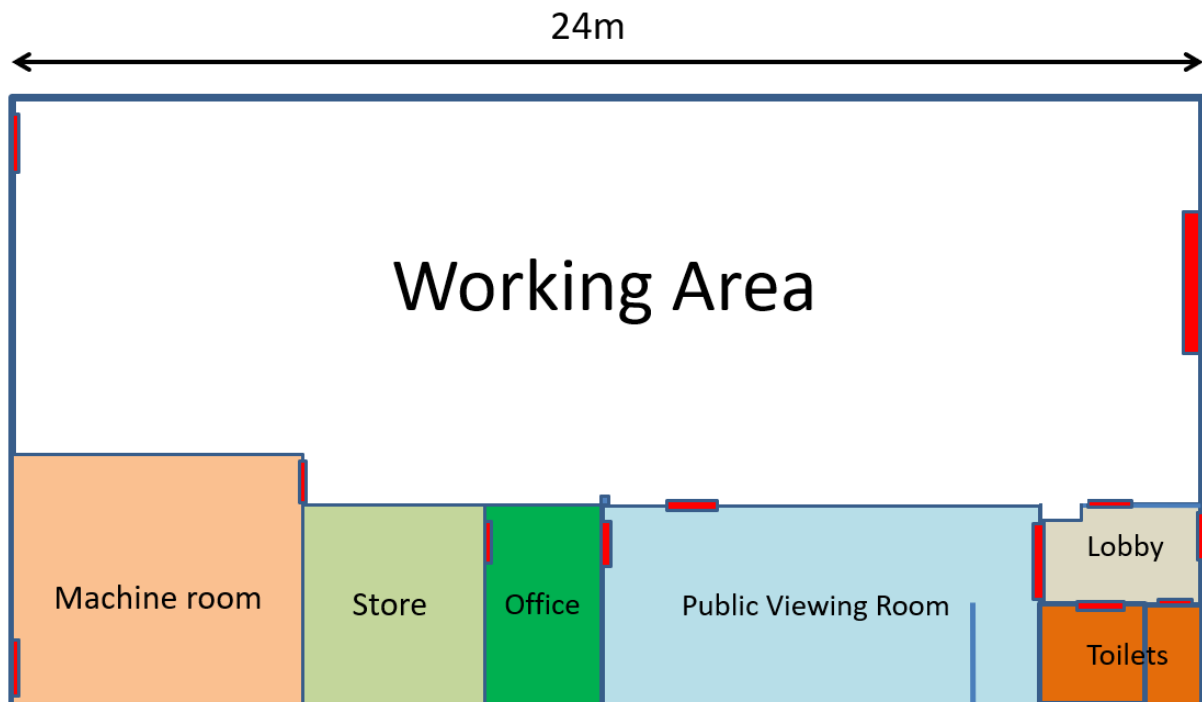 24m
Working Area
Lobby
Machine room
Store
Office
Public Viewing Room
Toilets